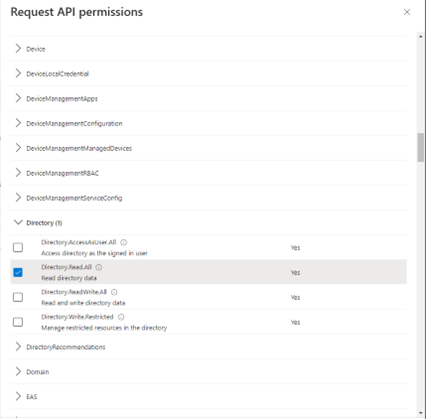 Request API permissions
Device
DeviceLocalCredential
DeviceManagementApps
DeviceManagementConfiguration
DeviceManagementManagedDevices
DeviceManagementRBAC
DeviceManagementServiceConfig
Directory (1)
Directory.AccessAsUser.All
Access directory as the signed in user
Yes
Directory.Read.All
Read directory data
Yes
Directory.ReadWrite.All
Read and write directory data
Yes
Directory.Write.Restricted
Manage restricted resources in the directory
Yes
DirectoryRecommendations
Domain
EAS